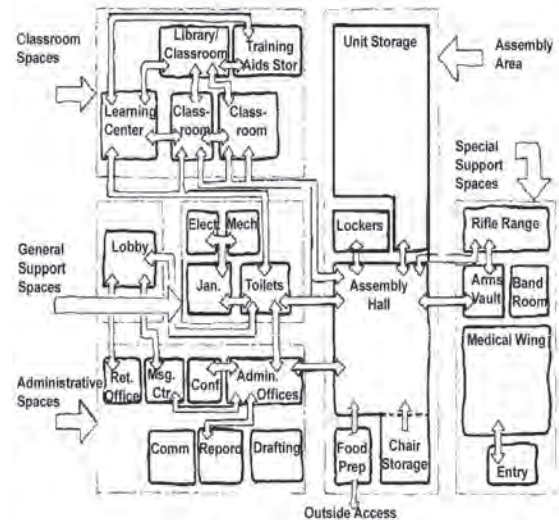 Classroom
Spaces
Library/
Classroom
Training
Aids Stor
Unit Storage
Assembly
Area
Learning
Center
Class-
room
Class-
room
Special
Support
Spaces
General
Support
Spaces
Lobby
Elect
Mech
Jan.
Toilets
Lockers
Assembly
Hall
Rifle Range
Arms
Vault
Band
Room
Medical Wing
Entry
Administrative
Spaces
Ret.
Office
Msg.
Ctr
Conf
Admin.
Offices
Comm
Repord
Drafting
Food
Prep
Chair
Storage
Outside Access